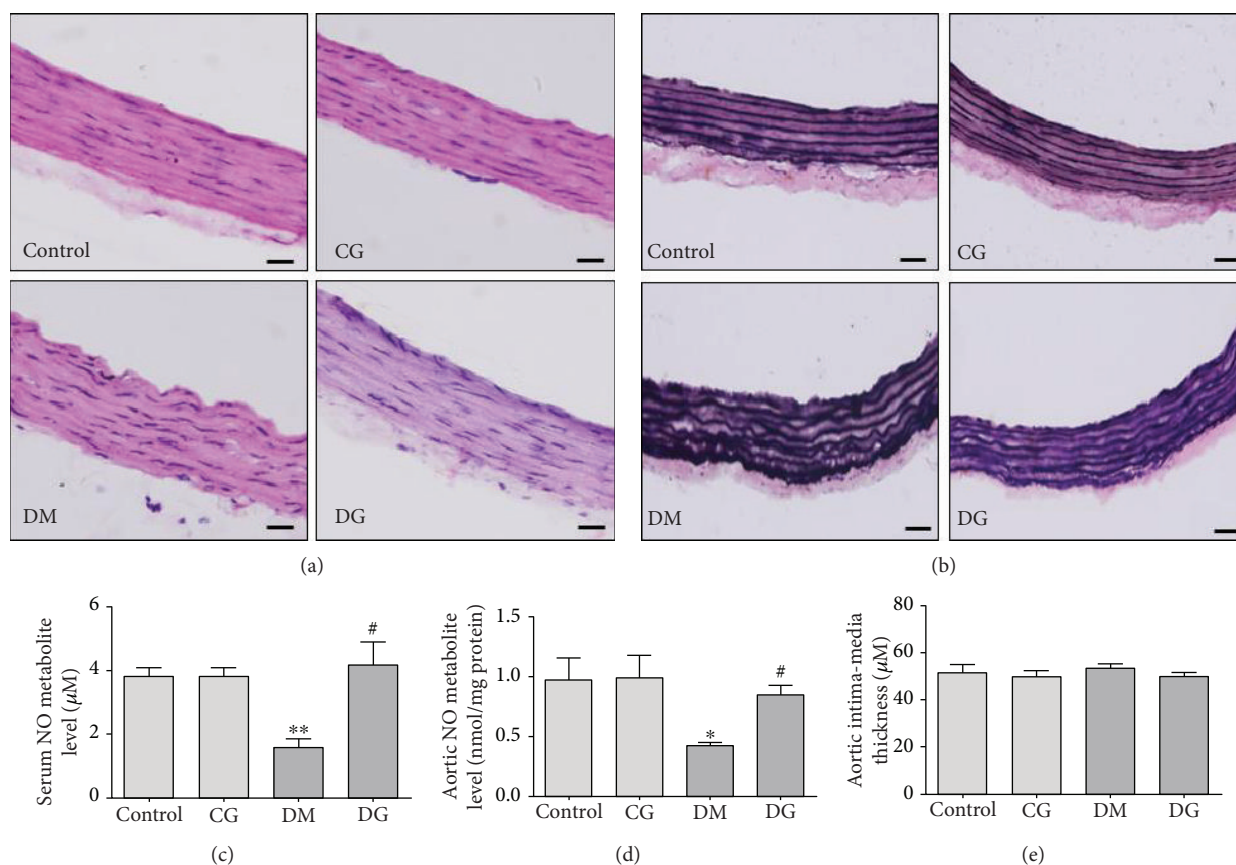 Control
CG
DM
DG
(a)
Control
CG
DM
DG
(b)
Serum NO metabolite
level (μM)
6
4
2
0
**
#
Control CG DM DG
(c)
Aortic NO metabolite
level (nmol/mg protein)
1.5
1.0
0.5
0.0
*
#
Control CG DM DG
(d)
Aortic intima-media
thickness (μM)
80
60
40
20
0
Control CG DM DG
(e)